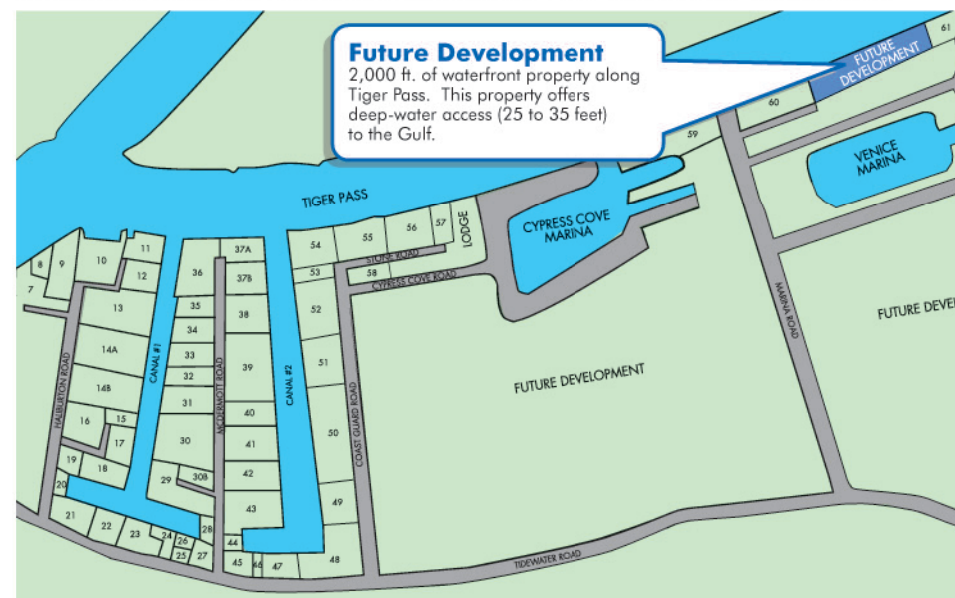 Future Development
2,000 ft. of waterfront property along
Tiger Pass. This property offers
deep-water access (25 to 35 feet)
to the Gulf.
61
FUTURE
DEVELOPMENT
60
59
VENICE
MARINA
TIGER PASS
CYPRESS COVE
MARINA
LODGE
57
56
55
54
STONE ROAD
58
CYPRESS COVE ROAD
53
52
51
50
49
48
COAST GUARD ROAD
37A
37B
38
39
40
41
42
43
44
45
46
47
CANAL #2
MCDERMOTT ROAD
36
35
34
33
32
31
30
30B
29
28
27
26
25
24
23
22
21
20
19
18
17
16
15
14B
14A
13
12
11
10
9
8
7
CANAL #1
HALIBURTON ROAD
FUTURE DEVELOPMENT
MARINA ROAD
FUTURE DEVE
TIDEWATER ROAD